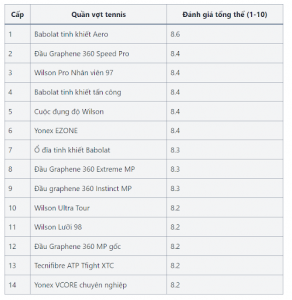 Cấp Quần vợt tennis Đánh giá tổng thể (1-10)
1 Babolat tinh khiết Aero 8.6
2 Đầu Graphene 360 Speed Pro 8.4
3 Wilson Pro Nhân viên 97 8.4
4 Babolat tinh khiết tấn công 8.4
5 Cuộc đụng độ Wilson 8.4
6 Yonex EZONE 8.4
7 Ổ đĩa tinh khiết Babolat 8.3
8 Đầu Graphene 360 Extreme MP 8.3
9 Đầu graphene 360 Instinct MP 8.3
10 Wilson Ultra Tour 8.2
11 Wilson Lưỡi 98 8.2
12 Đầu Graphene 360 MP gốc 8.2
13 Tecnifibre ATP Tfight XTC 8.2
14 Yonex VCORE chuyên nghiệp 8.2